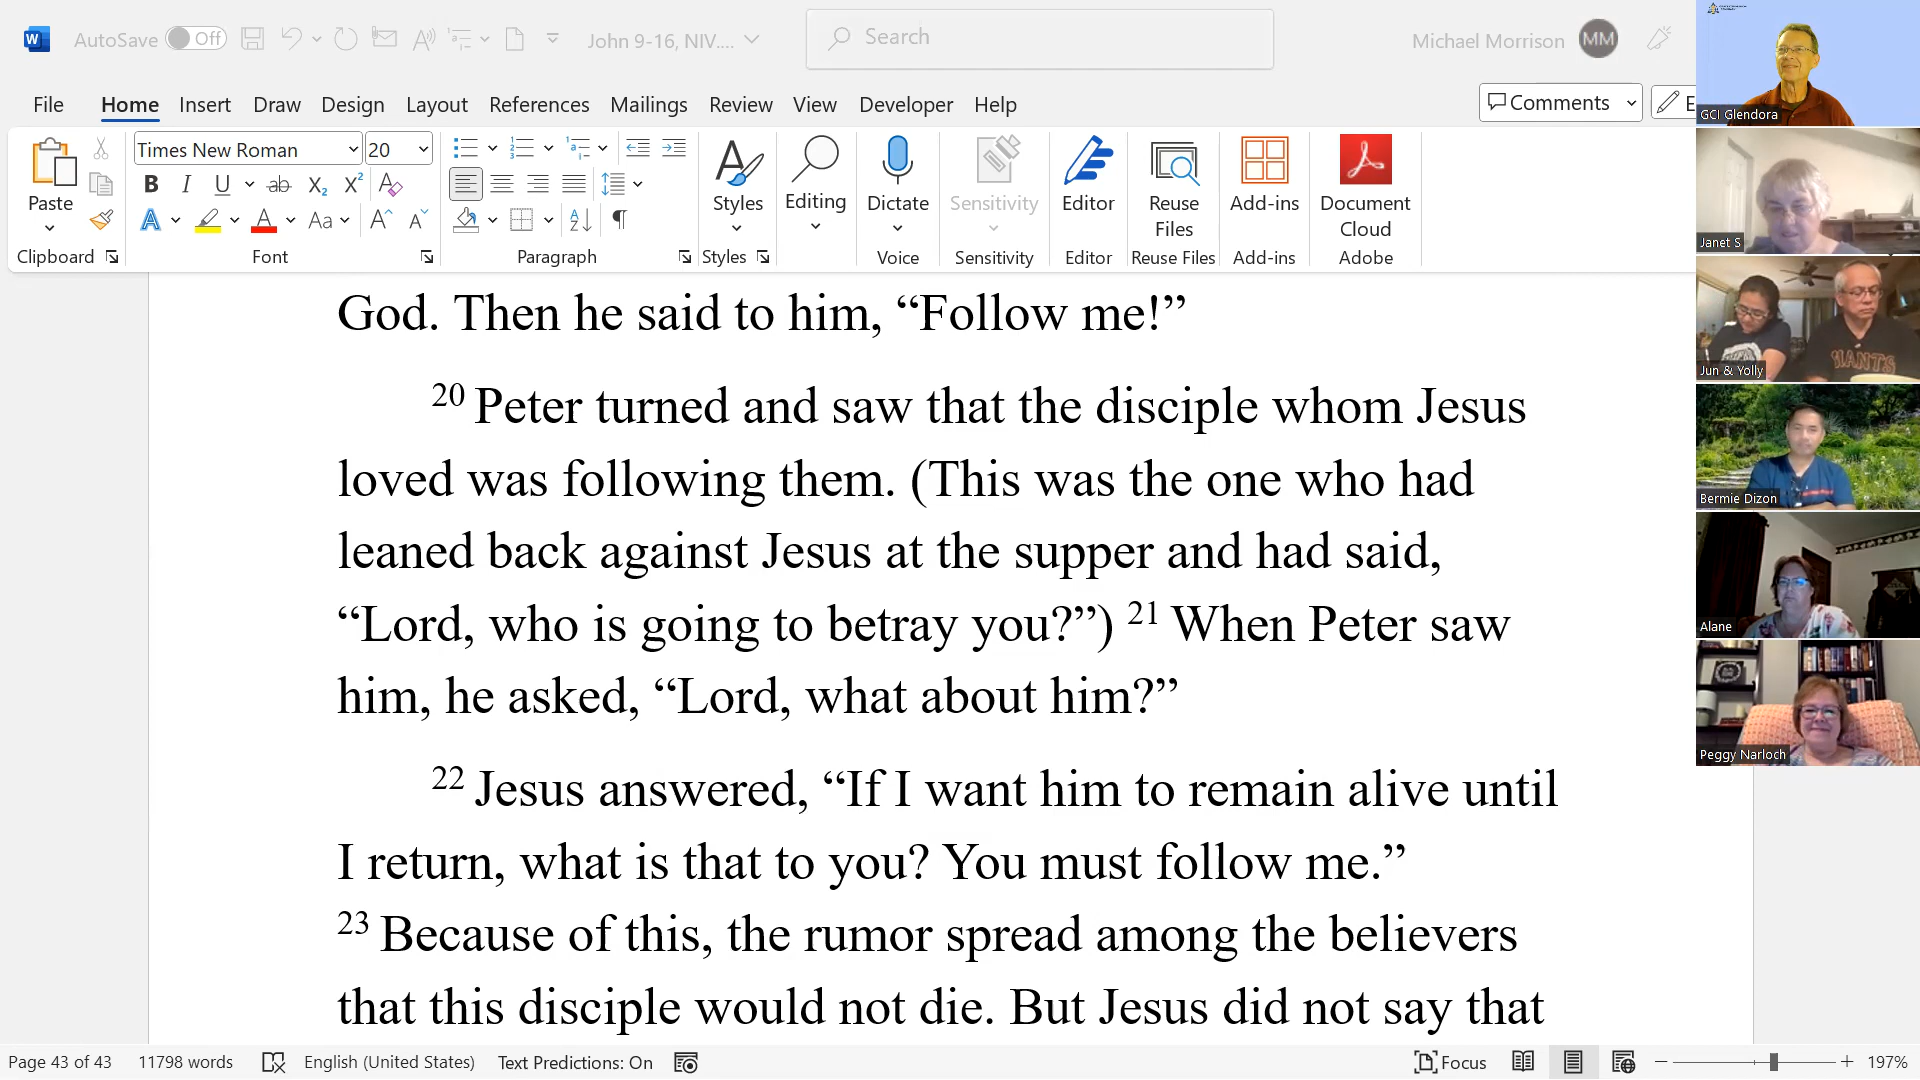 AutoSave Off John 9-16, NIV.... Search Michael Morrison MM
File Home Insert Draw Design Layout References Mailings Review View Developer Help Comments E
Times New Roman 20
Paste Styles Editing Dictate Sensitivity Editor Reuse Files Add-ins Document Cloud
Clipboard Font Paragraph Styles Voice Sensitivity Editor Reuse Files Add-ins Adobe
God. Then he said to him, “Follow me!”
20 Peter turned and saw that the disciple whom Jesus
loved was following them. (This was the one who had
leaned back against Jesus at the supper and had said,
“Lord, who is going to betray you?”) 21 When Peter saw
him, he asked, “Lord, what about him?”
22 Jesus answered, “If I want him to remain alive until
I return, what is that to you? You must follow me.”
23 Because of this, the rumor spread among the believers
that this disciple would not die. But Jesus did not say that
GCI Glendora
Janet S
Jun & Yolly
Bermie Dizon
Alane
Peggy Narloch
Page 43 of 43 11798 words English (United States) Text Predictions: On Focus 197%